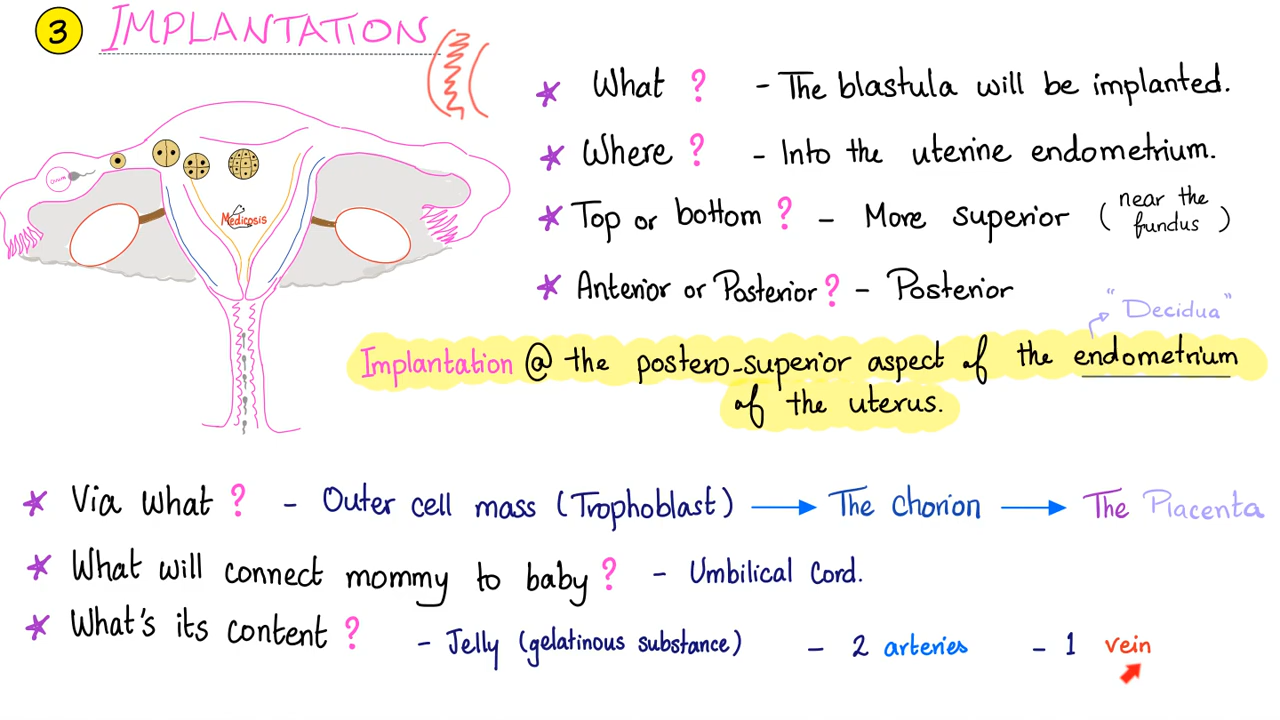 3 IMPLANTATION
Ovum
Medicosis
* What ? - The blastula will be implanted.
* Where ? - Into the uterine endometrium.
* Top or bottom ? - More superior ( near the fundus )
* Anterior or Posterior ? - Posterior
"Decidua"
Implantation @ the postero-superior aspect of the endometrium
of the uterus.
* Via what ? - Outer cell mass (Trophoblast) → The chorion → The Placenta
* What will connect mommy to baby ? - Umbilical Cord.
* What's its content ? - Jelly (gelatinous substance) - 2 arteries - 1 vein